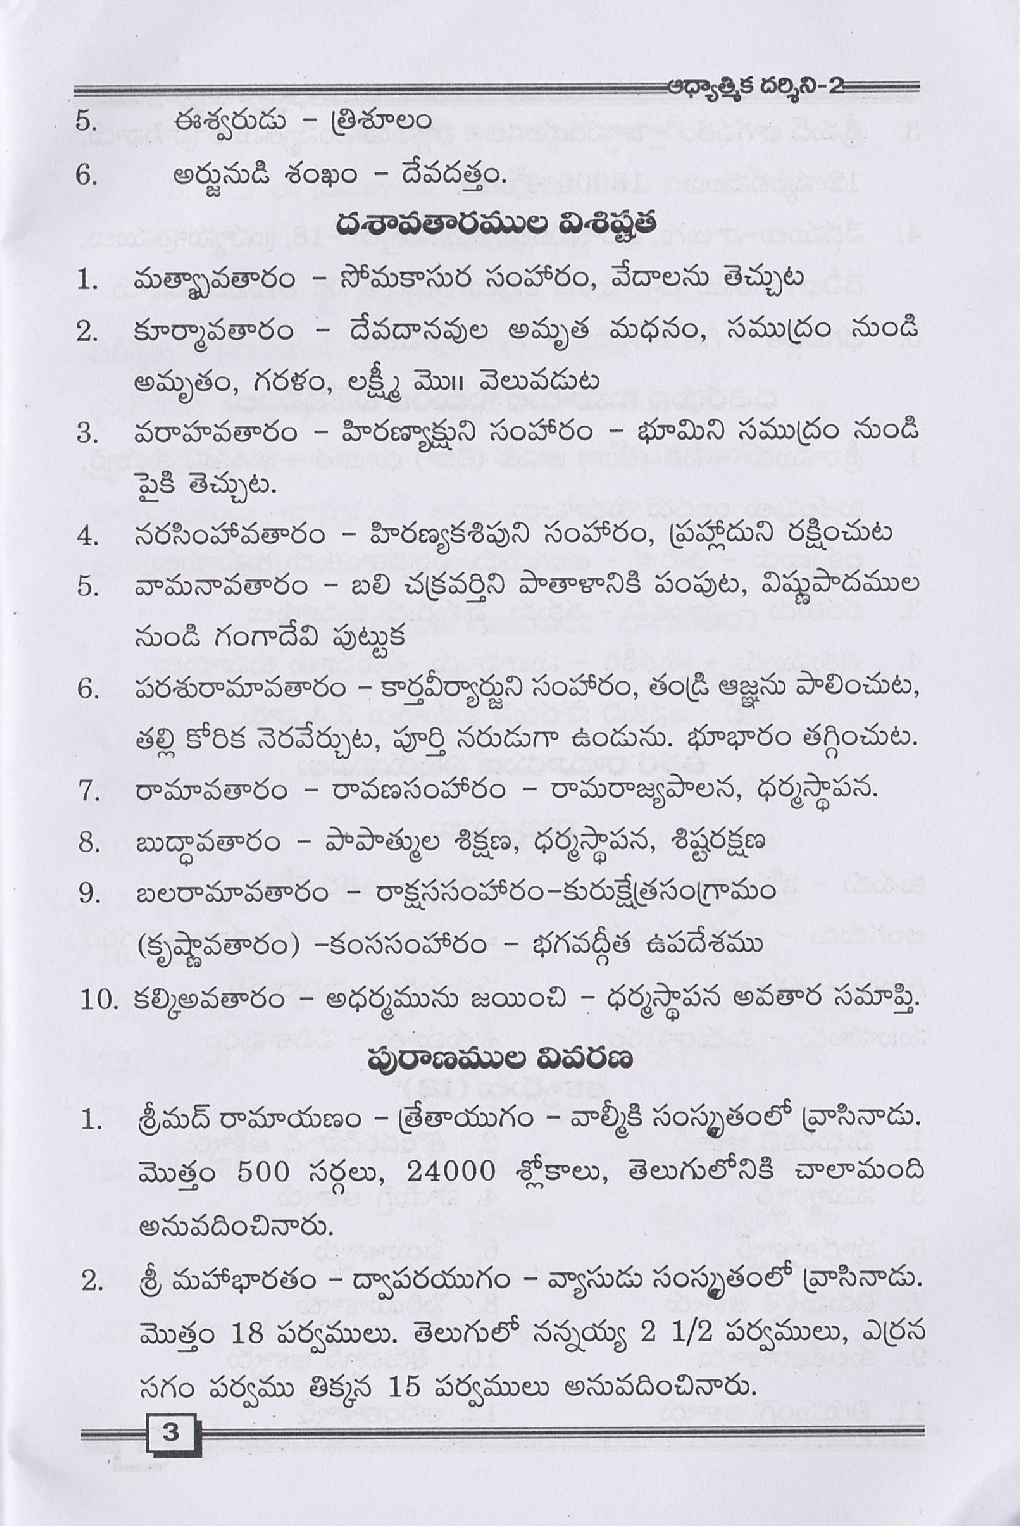 ఆధ్యాత్మిక దర్శిని-2
5. ఈశ్వరుడు - త్రిశూలం
6. అర్జునుడి శంఖం - దేవదత్తం.
దశావతారముల విశిష్టత
1. మత్స్యావతారం - సోమకాసుర సంహారం, వేదాలను తెచ్చుట
2. కూర్మావతారం - దేవదానవుల అమృత మధనం, సముద్రం నుండి
అమృతం, గరళం, లక్ష్మీ మొ॥ వెలువడుట
3. వరాహవతారం - హిరణ్యాక్షుని సంహారం - భూమిని సముద్రం నుండి
పైకి తెచ్చుట.
4. నరసింహావతారం - హిరణ్యకశిపుని సంహారం, ప్రహ్లాదుని రక్షించుట
5. వామనావతారం - బలి చక్రవర్తిని పాతాళానికి పంపుట, విష్ణుపాదముల
నుండి గంగాదేవి పుట్టుక
6. పరశురామావతారం - కార్తవీర్యార్జుని సంహారం, తండ్రి ఆజ్ఞను పాలించుట,
తల్లి కోరిక నెరవేర్చుట, పూర్తి నరుడుగా ఉండును. భూభారం తగ్గించుట.
7. రామావతారం - రావణసంహారం - రామరాజ్యపాలన, ధర్మస్థాపన.
8. బుద్ధావతారం - పాపాత్ముల శిక్షణ, ధర్మస్థాపన, శిష్టరక్షణ
9. బలరామావతారం - రాక్షససంహారం-కురుక్షేత్రసంగ్రామం
(కృష్ణావతారం) -కంససంహారం - భగవద్గీత ఉపదేశము
10. కల్కిఅవతారం - అధర్మమును జయించి - ధర్మస్థాపన అవతార సమాప్తి.
పురాణముల వివరణ
1. శ్రీమద్ రామాయణం - త్రేతాయుగం - వాల్మీకి సంస్కృతంలో వ్రాసినాడు.
మొత్తం 500 సర్గలు, 24000 శ్లోకాలు, తెలుగులోనికి చాలామంది
అనువదించినారు.
2. శ్రీ మహాభారతం - ద్వాపరయుగం - వ్యాసుడు సంస్కృతంలో వ్రాసినాడు.
మొత్తం 18 పర్వములు. తెలుగులో నన్నయ్య 2 1/2 పర్వములు, ఎర్రన
సగం పర్వము తిక్కన 15 పర్వములు అనువదించినారు.
3